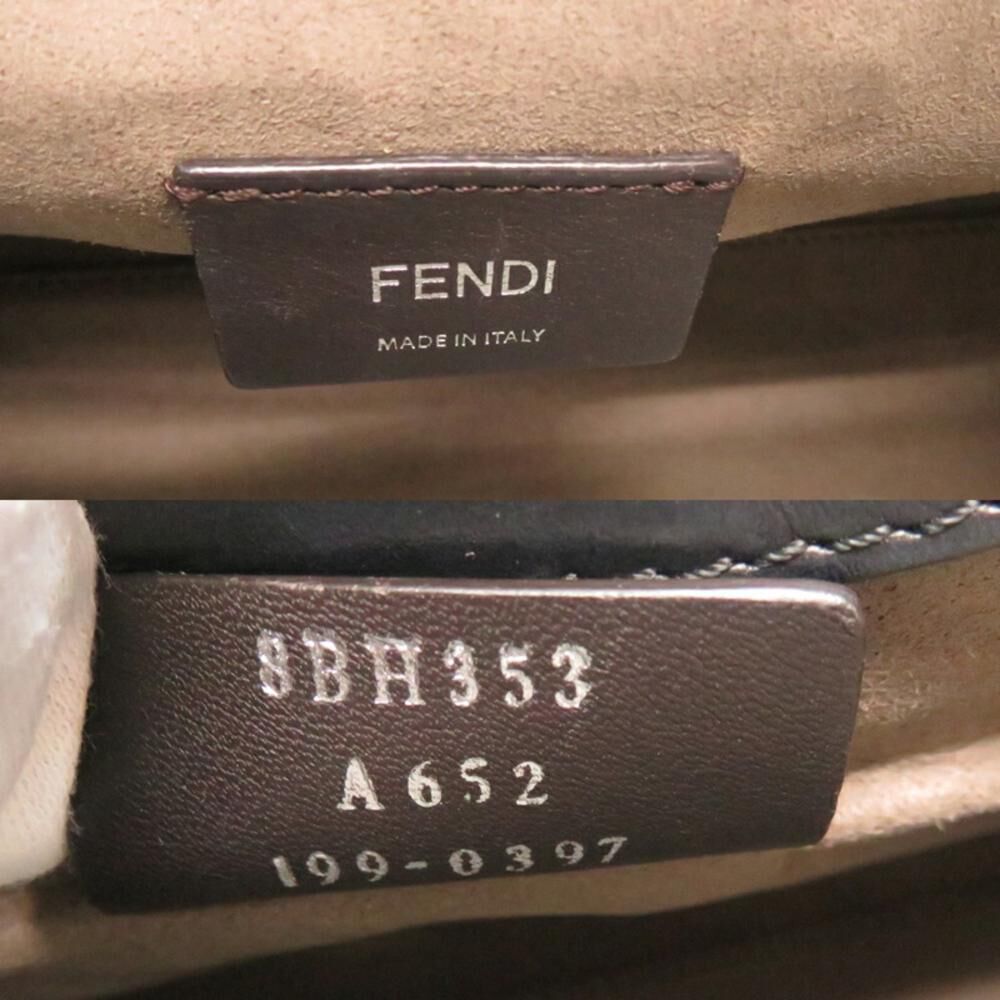 FENDI
MADE IN ITALY
8BH353
A652
199-0397